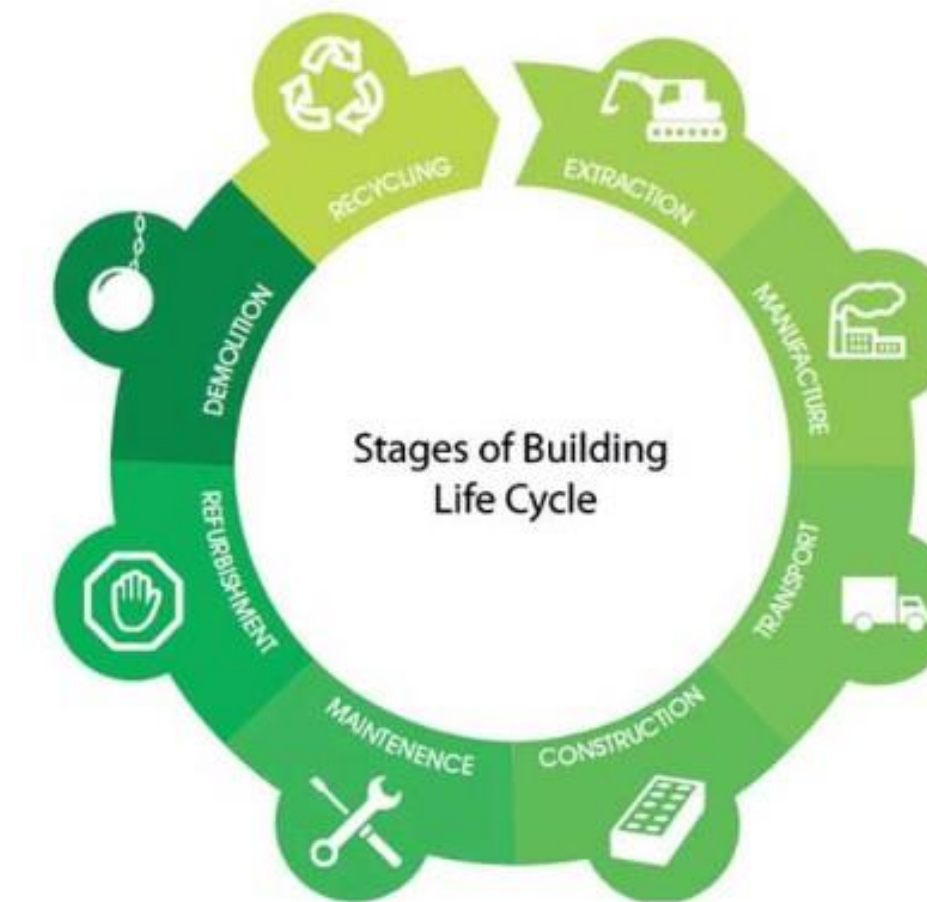 Stages of Building
Life Cycle
EXTRACTION
MANUFACTURE
TRANSPORT
CONSTRUCTION
MAINTENENCE
REFURBISHMENT
DEMOLITION
RECYCLING